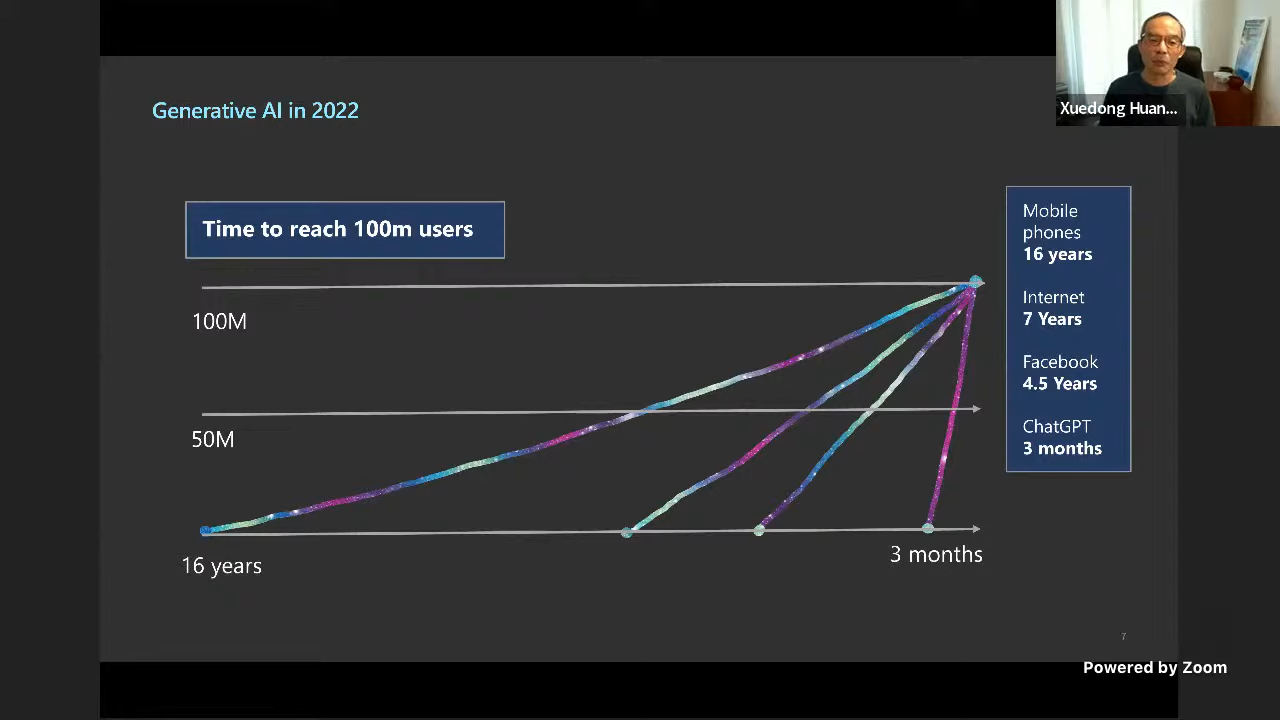 Generative AI in 2022
Xuedong Huan...
Time to reach 100m users
100M
50M
16 years
3 months
Mobile
phones
16 years
Internet
7 Years
Facebook
4.5 Years
ChatGPT
3 months
7
Powered by Zoom